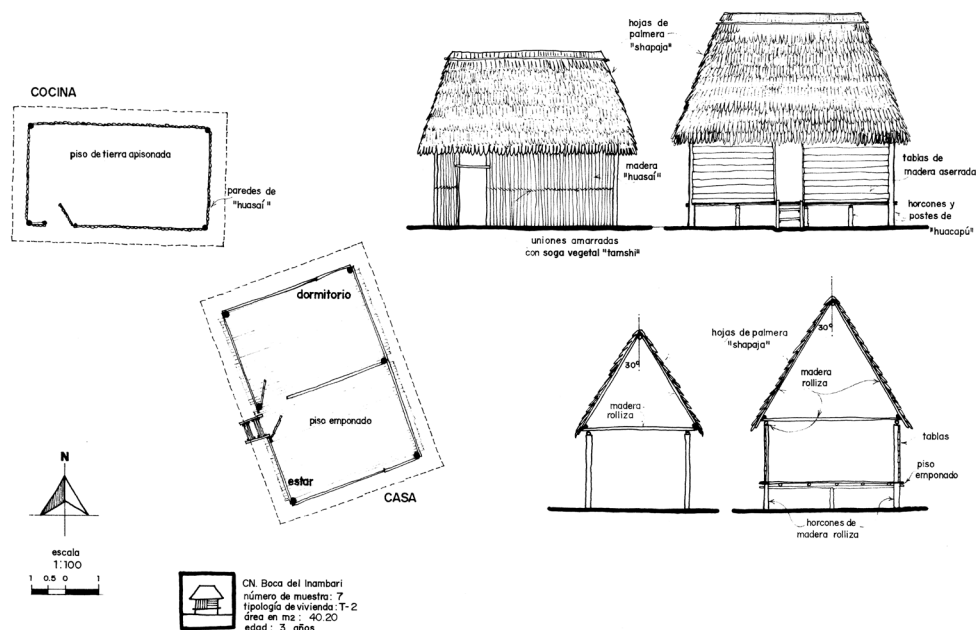 COCINA
piso de tierra apisonada
paredes de
"huasaí"
hojas de
palmera
"shapaja"
madera
"huasaí"
uniones amarradas
con soga vegetal "tamshi"
tablas de
madera aserrada
horcones y
postes de
"huacapú"
dormitorio
piso emponado
estar
CASA
30º
madera
rolliza
hojas de palmera
"shapaja"
30º
madera
rolliza
tablas
piso
emponado
horcones de
madera rolliza
N
escala
1:100
1 0.5 0 1
CN. Boca del Inambari
número de muestra: 7
tipología de vivienda: T-2
área en m2 : 40.20
edad : 3 años